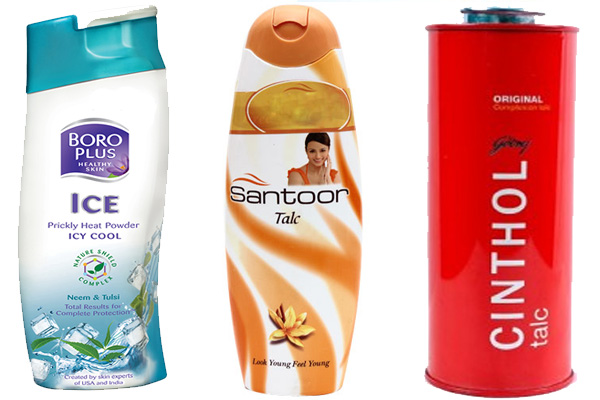 BORO
PLUS
HEALTHY
SKIN
ICE
Prickly Heat Powder
ICY COOL
NATURE SHIELD
COMPLEX
Neem & Tulsi
Total Results for
Complete Protection
Created by skin experts
of USA and India
Santoor
Talc
Look Young Feel Young
ORIGINAL
Complexion talc
Godrej
CINTHOL
talc